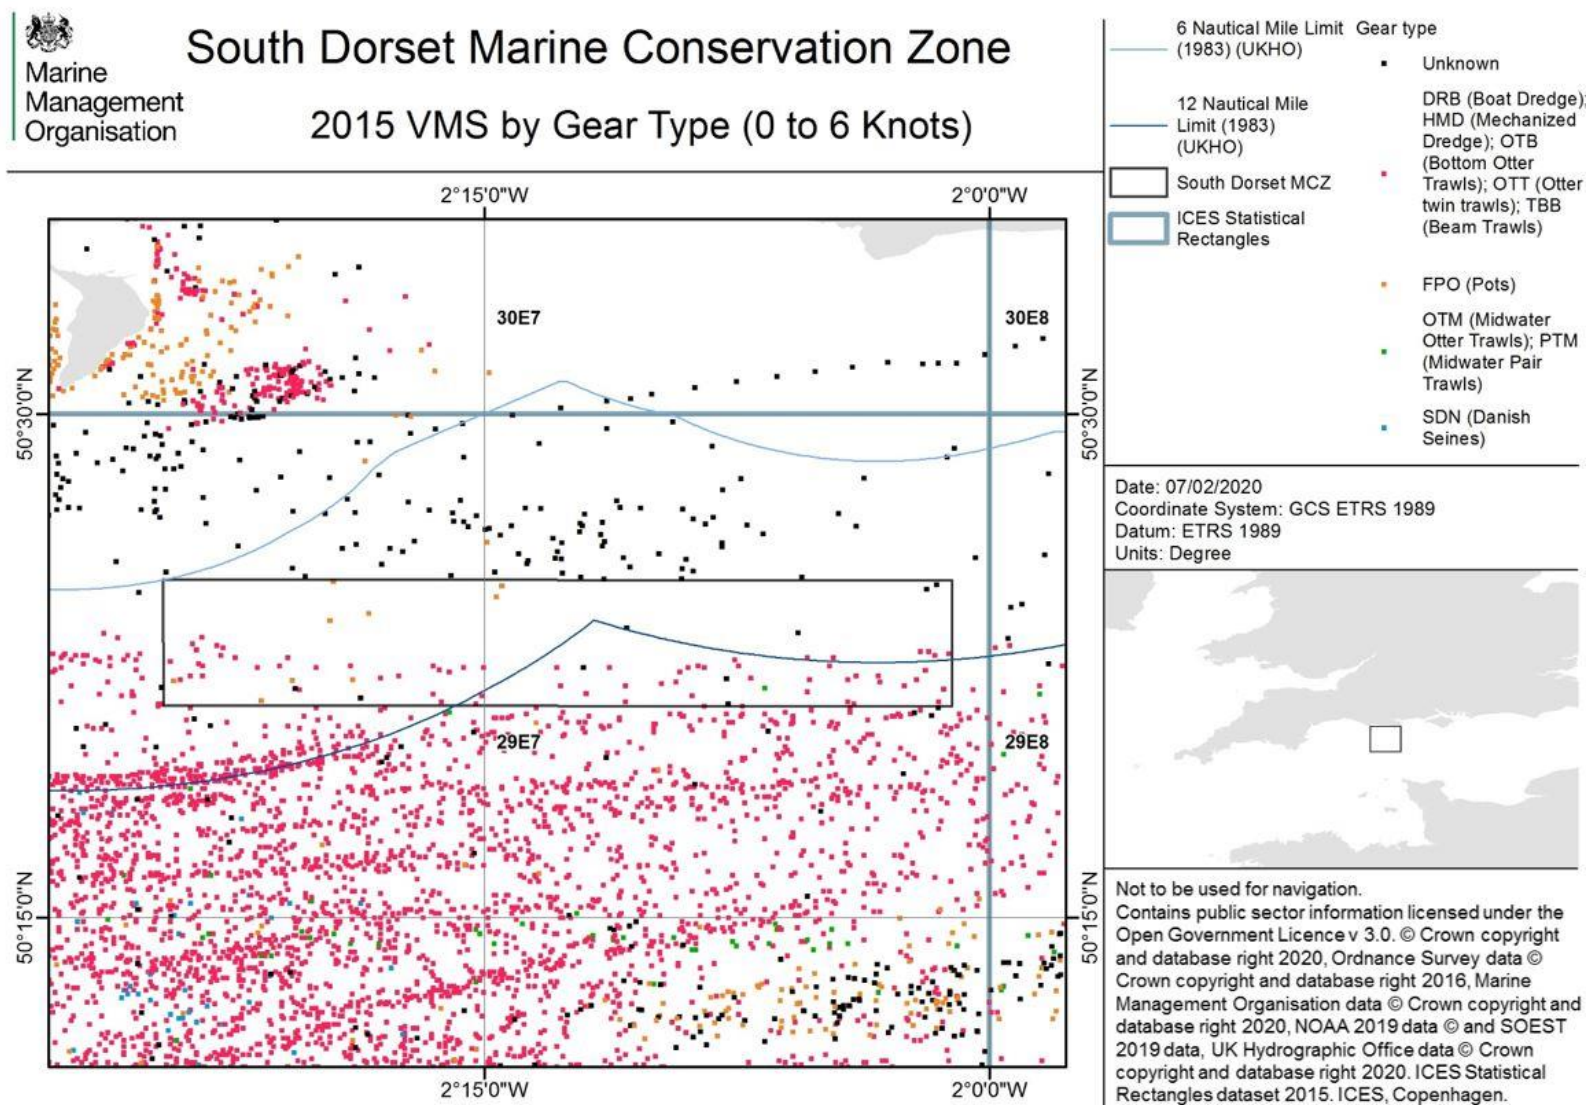 Marine
Management
Organisation
South Dorset Marine Conservation Zone
2015 VMS by Gear Type (0 to 6 Knots)
6 Nautical Mile Limit
(1983) (UKHO)
12 Nautical Mile
Limit (1983)
(UKHO)
South Dorset MCZ
ICES Statistical
Rectangles
Gear type
Unknown
DRB (Boat Dredge);
HMD (Mechanized
Dredge); OTB
(Bottom Otter
Trawls); OTT (Otter
twin trawls); TBB
(Beam Trawls)
FPO (Pots)
OTM (Midwater
Otter Trawls); PTM
(Midwater Pair
Trawls)
SDN (Danish
Seines)
2°15'0"W
2°0'0"W
30E7
30E8
50°30'0"N
50°30'0"N
29E7
29E8
50°15'0"N
50°15'0"N
2°15'0"W
2°0'0"W
Date: 07/02/2020
Coordinate System: GCS ETRS 1989
Datum: ETRS 1989
Units: Degree
Not to be used for navigation.
Contains public sector information licensed under the
Open Government Licence v 3.0. © Crown copyright
and database right 2020, Ordnance Survey data ©
Crown copyright and database right 2016, Marine
Management Organisation data © Crown copyright and
database right 2020, NOAA 2019 data © and SOEST
2019 data, UK Hydrographic Office data © Crown
copyright and database right 2020. ICES Statistical
Rectangles dataset 2015. ICES, Copenhagen.